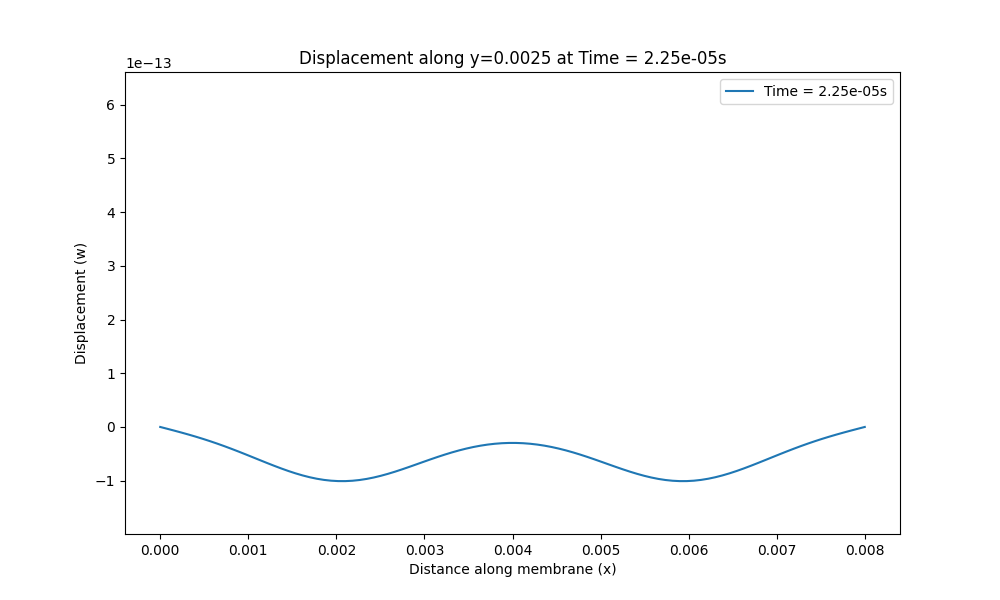 Displacement along y=0.0025 at Time = 2.25e-05s
1e−13
Time = 2.25e-05s
6
5
4
3
2
1
0
−1
Displacement (w)
0.000 0.001 0.002 0.003 0.004 0.005 0.006 0.007 0.008
Distance along membrane (x)